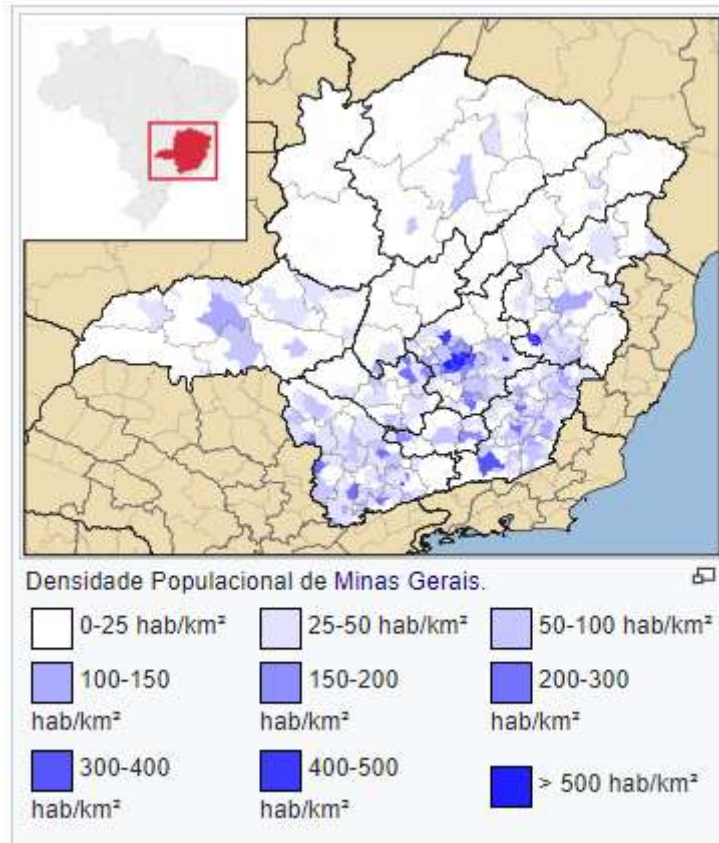 Densidade Populacional de Minas Gerais.
0-25 hab/km² 25-50 hab/km² 50-100 hab/km²
100-150 hab/km² 150-200 hab/km² 200-300 hab/km²
300-400 hab/km² 400-500 hab/km² > 500 hab/km²